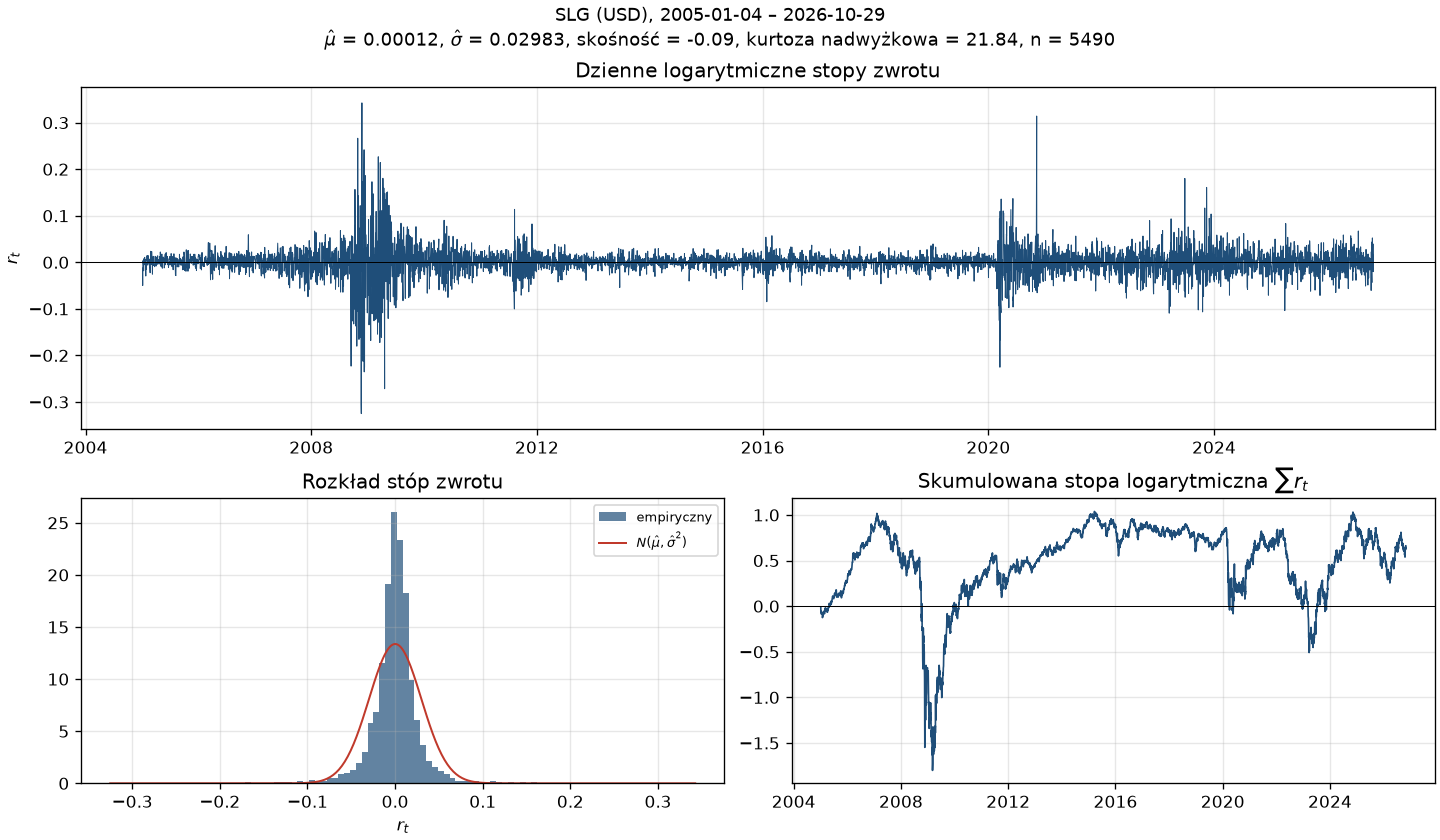 SLG (USD), 2005-01-04 – 2026-10-29
μ̂ = 0.00012, σ̂ = 0.02983, skośność = -0.09, kurtoza nadwyżkowa = 21.84, n = 5490
Dzienne logarytmiczne stopy zwrotu
0.3
0.2
0.1
0.0
−0.1
−0.2
−0.3
r_t
2004 2008 2012 2016 2020 2024
Rozkład stóp zwrotu
25
20
15
10
5
0
empiryczny
N(μ̂, σ̂²)
−0.3 −0.2 −0.1 0.0 0.1 0.2 0.3
r_t
Skumulowana stopa logarytmiczna ∑r_t
1.0
0.5
0.0
−0.5
−1.0
−1.5
2004 2008 2012 2016 2020 2024